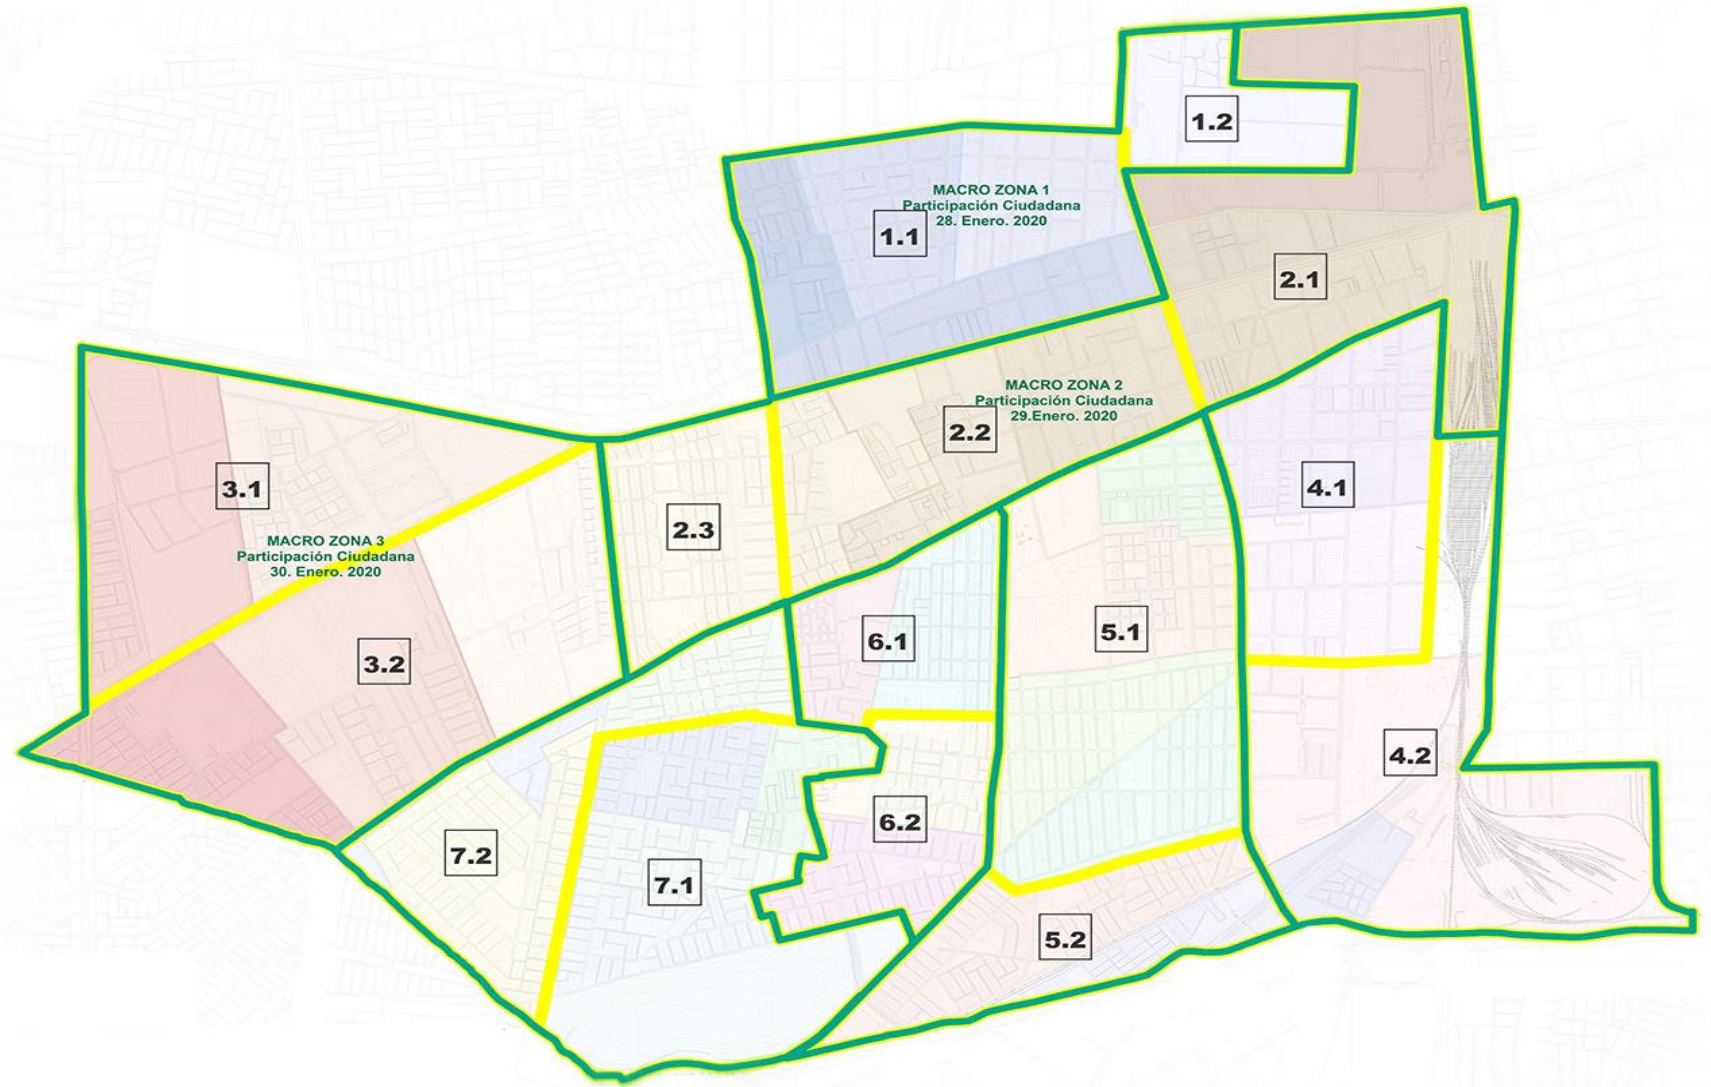 1.2
MACRO ZONA 1
Participación Ciudadana
28. Enero. 2020
1.1
2.1
MACRO ZONA 2
Participación Ciudadana
29.Enero. 2020
2.2
3.1
4.1
2.3
MACRO ZONA 3
Participación Ciudadana
30. Enero. 2020
6.1
5.1
3.2
4.2
6.2
7.2
7.1
5.2